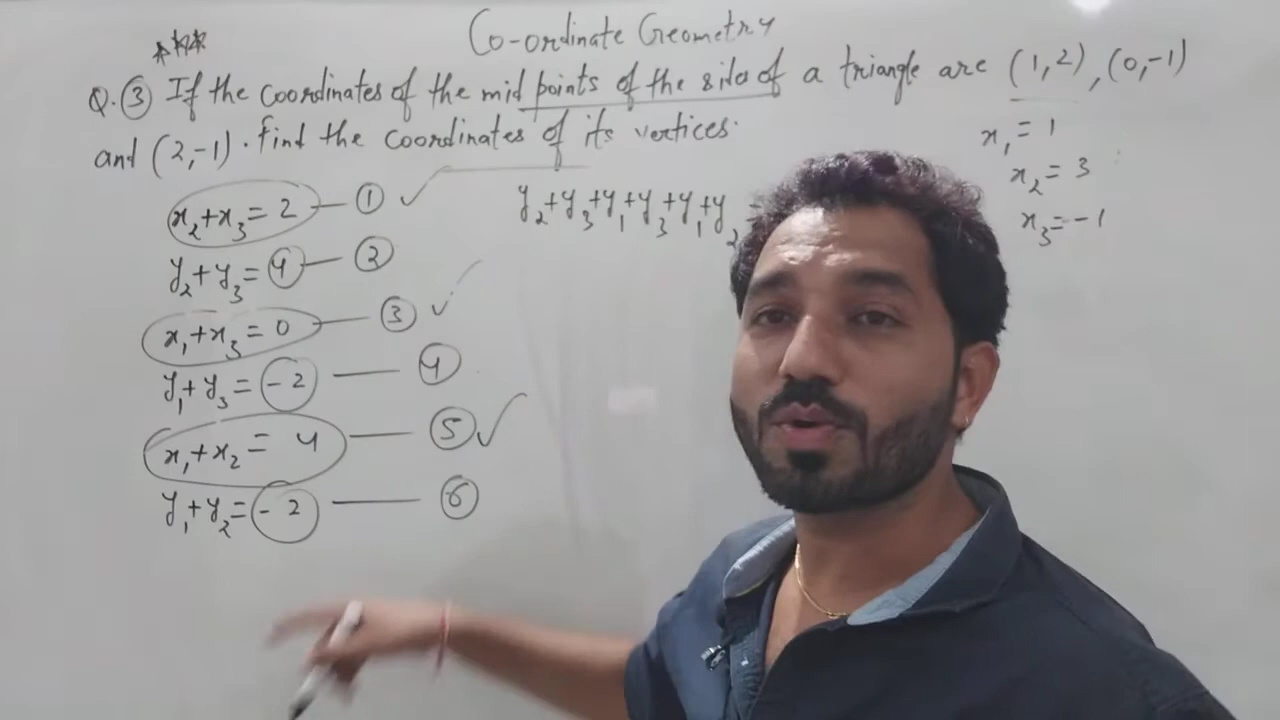 Co-ordinate Geometry
Q.③ If the coordinates of the mid points of the sides of a triangle are (1,2), (0,-1)
and (2,-1). find the coordinates of its vertices.
x₂+x₃=2 — ① ✓
y₂+y₃=4 — ②
x₁+x₃=0 — ③ ✓
y₁+y₃=-2 — ④
x₁+x₂=4 — ⑤ ✓
y₁+y₂=-2 — ⑥
y₂+y₃+y₁+y₃+y₁+y₂=
x₁=1
x₂=3
x₃=-1